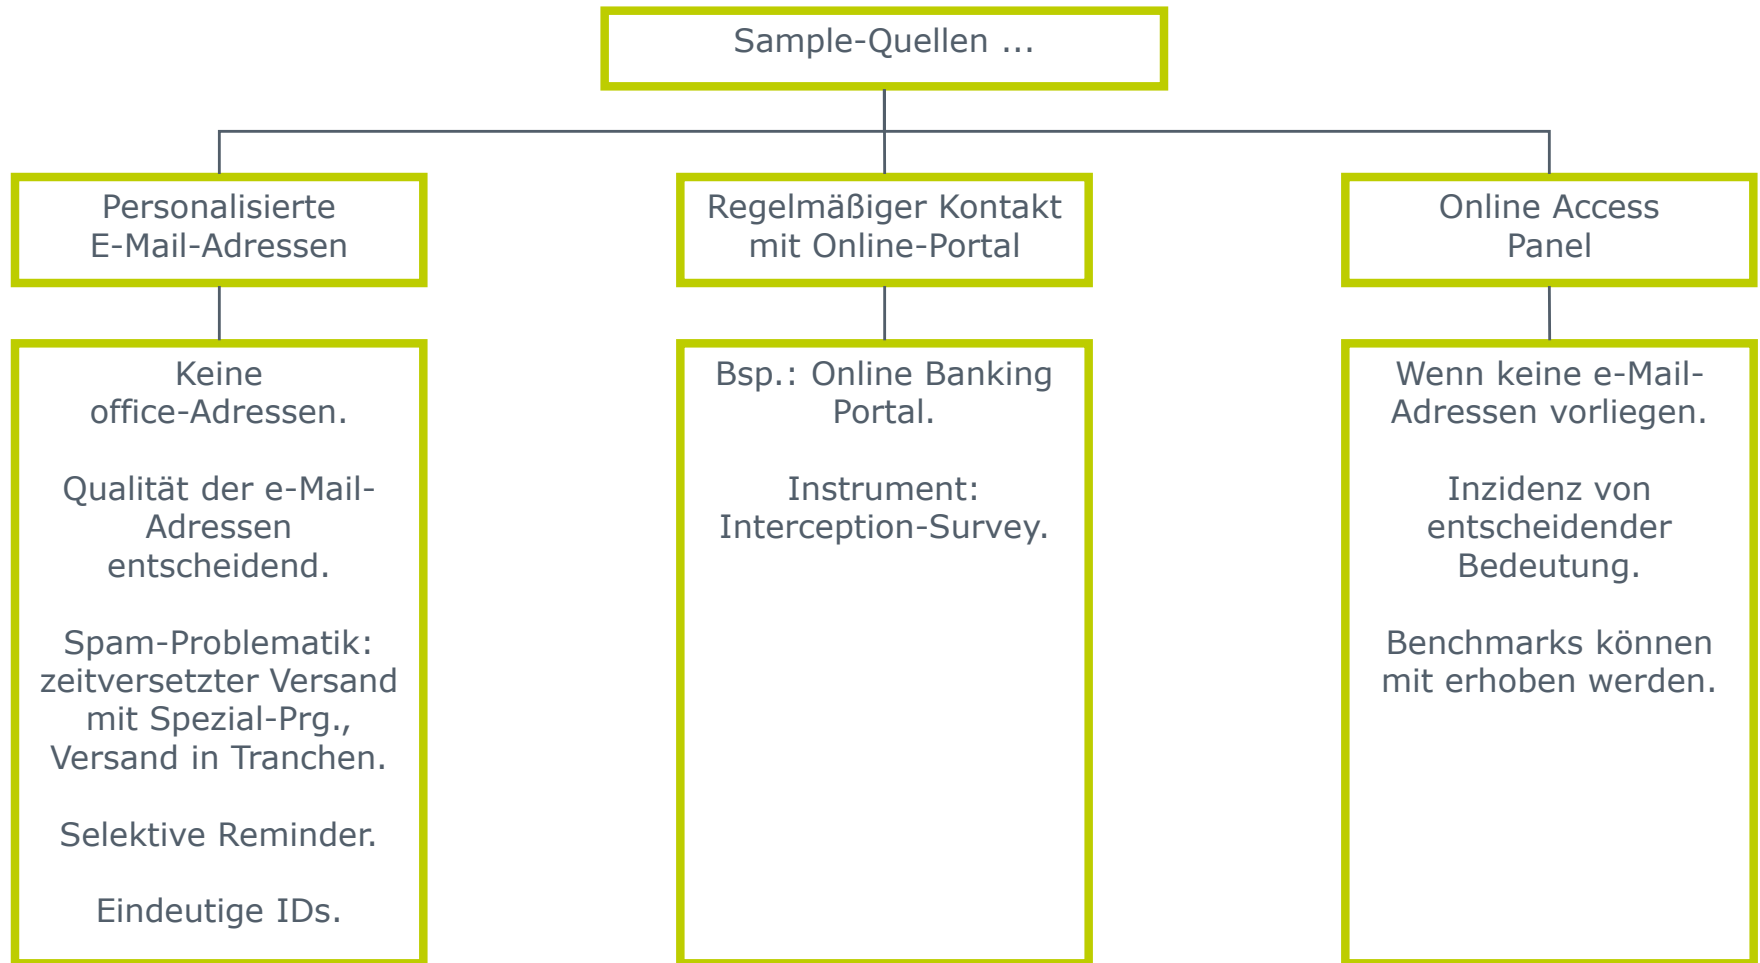 Sample-Quellen ...
Personalisierte
E-Mail-Adressen
Regelmäßiger Kontakt
mit Online-Portal
Online Access
Panel
Keine
office-Adressen.
Qualität der e-Mail-
Adressen
entscheidend.
Spam-Problematik:
zeitversetzter Versand
mit Spezial-Prg.,
Versand in Tranchen.
Selektive Reminder.
Eindeutige IDs.
Bsp.: Online Banking
Portal.
Instrument:
Interception-Survey.
Wenn keine e-Mail-
Adressen vorliegen.
Inzidenz von
entscheidender
Bedeutung.
Benchmarks können
mit erhoben werden.